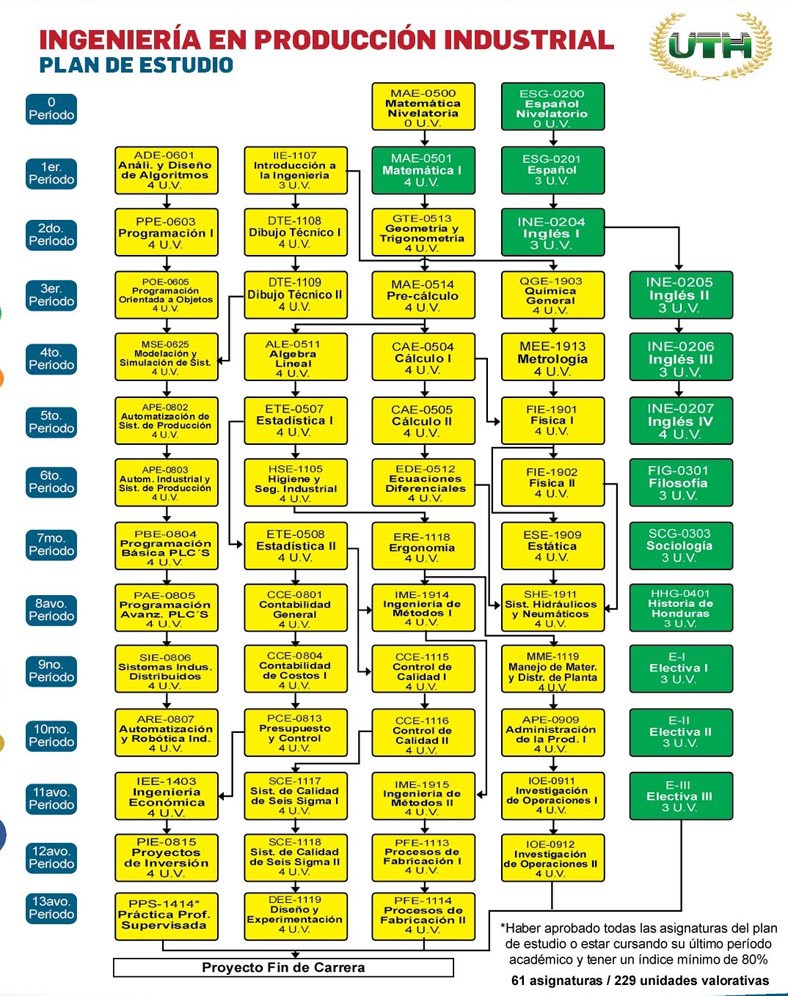 INGENIERÍA EN PRODUCCIÓN INDUSTRIAL
PLAN DE ESTUDIO
UTH
0
Período
MAE-0500
Matemática
Nivelatoria
0 U.V.
ESG-0200
Español
Nivelatorio
0 U.V.
1er.
Período
ADE-0601
Análi. y Diseño
de Algoritmos
4 U.V.
IIE-1107
Introducción a
la Ingeniería
3 U.V.
MAE-0501
Matemática I
4 U.V.
ESG-0201
Español
3 U.V.
2do.
Período
PPE-0603
Programación I
4 U.V.
DTE-1108
Dibujo Técnico I
4 U.V.
GTE-0513
Geometría y
Trigonometría
4 U.V.
INE-0204
Inglés I
3 U.V.
3er.
Período
POE-0605
Programación
Orientada a Objetos
4 U.V.
DTE-1109
Dibujo Técnico II
4 U.V.
MAE-0514
Pre-cálculo
4 U.V.
QGE-1903
Química
General
4 U.V.
INE-0205
Inglés II
3 U.V.
4to.
Período
MSE-0625
Modelación y
Simulación de Sist.
4 U.V.
ALE-0511
Algebra
Lineal
4 U.V.
CAE-0504
Cálculo I
4 U.V.
MEE-1913
Metrología
4 U.V.
INE-0206
Inglés III
3 U.V.
5to.
Período
APE-0802
Automatización de
Sist. de Producción
4 U.V.
ETE-0507
Estadística I
4 U.V.
CAE-0505
Cálculo II
4 U.V.
FIE-1901
Física I
4 U.V.
INE-0207
Inglés IV
4 U.V.
6to.
Período
APE-0803
Autom. Industrial y
Sist. de Producción
4 U.V.
HSE-1105
Higiene y
Seg. Industrial
4 U.V.
EDE-0512
Ecuaciones
Diferenciales
4 U.V.
FIE-1902
Física II
4 U.V.
FIG-0301
Filosofía
3 U.V.
7mo.
Período
PBE-0804
Programación
Básica PLC´S
4 U.V.
ETE-0508
Estadística II
4 U.V.
ERE-1118
Ergonomía
4 U.V.
ESE-1909
Estática
4 U.V.
SCG-0303
Sociología
3 U.V.
8avo.
Período
PAE-0805
Programación
Avanz. PLC´S
4 U.V.
CCE-0801
Contabilidad
General
4 U.V.
IME-1914
Ingeniería de
Métodos I
4 U.V.
SHE-1911
Sist. Hidráulicos
y Neumáticos
4 U.V.
HHG-0401
Historia de
Honduras
3 U.V.
9no.
Período
SIE-0806
Sistemas Indus.
Distribuidos
4 U.V.
CCE-0804
Contabilidad
de Costos I
4 U.V.
CCE-1115
Control de
Calidad I
4 U.V.
MME-1119
Manejo de Mater.
y Distr. de Planta
4 U.V.
E-I
Electiva I
3 U.V.
10mo.
Período
ARE-0807
Automatización
y Robótica Ind.
4 U.V.
PCE-0813
Presupuesto
y Control
4 U.V.
CCE-1116
Control de
Calidad II
4 U.V.
APE-0909
Administración
de la Prod. I
4 U.V.
E-II
Electiva II
3 U.V.
11avo.
Período
IEE-1403
Ingeniería
Económica
4 U.V.
SCE-1117
Sist. de Calidad
de Seis Sigma I
4 U.V.
IME-1915
Ingeniería de
Métodos II
4 U.V.
IOE-0911
Investigación
de Operaciones I
4 U.V.
E-III
Electiva III
3 U.V.
12avo.
Período
PIE-0815
Proyectos
de Inversión
4 U.V.
SCE-1118
Sist. de Calidad
de Seis Sigma II
4 U.V.
PFE-1113
Procesos de
Fabricación I
4 U.V.
IOE-0912
Investigación
de Operaciones II
4 U.V.
13avo.
Período
PPS-1414*
Práctica Prof.
Supervisada
DEE-1119
Diseño y
Experimentación
4 U.V.
PFE-1114
Procesos de
Fabricación II
4 U.V.
*Haber aprobado todas las asignaturas del plan
de estudio o estar cursando su último período
académico y tener un índice mínimo de 80%
Proyecto Fin de Carrera
61 asignaturas / 229 unidades valorativas